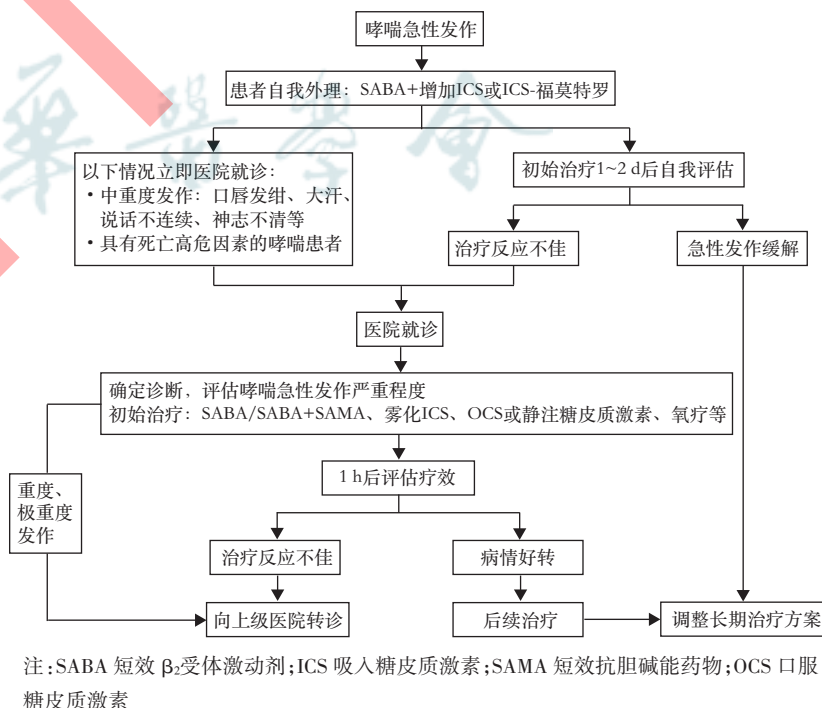 哮喘急性发作
患者自我外理：SABA+增加ICS或ICS-福莫特罗
以下情况立即医院就诊：
• 中重度发作：口唇发绀、大汗、
说话不连续、神志不清等
• 具有死亡高危因素的哮喘患者
初始治疗1~2 d后自我评估
治疗反应不佳
急性发作缓解
医院就诊
确定诊断，评估哮喘急性发作严重程度
初始治疗：SABA/SABA+SAMA、雾化ICS、OCS或静注糖皮质激素、氧疗等
重度、
极重度
发作
1 h后评估疗效
治疗反应不佳
病情好转
向上级医院转诊
后续治疗
调整长期治疗方案
注：SABA 短效 β₂受体激动剂；ICS 吸入糖皮质激素；SAMA 短效抗胆碱能药物；OCS 口服
糖皮质激素
華醫學會